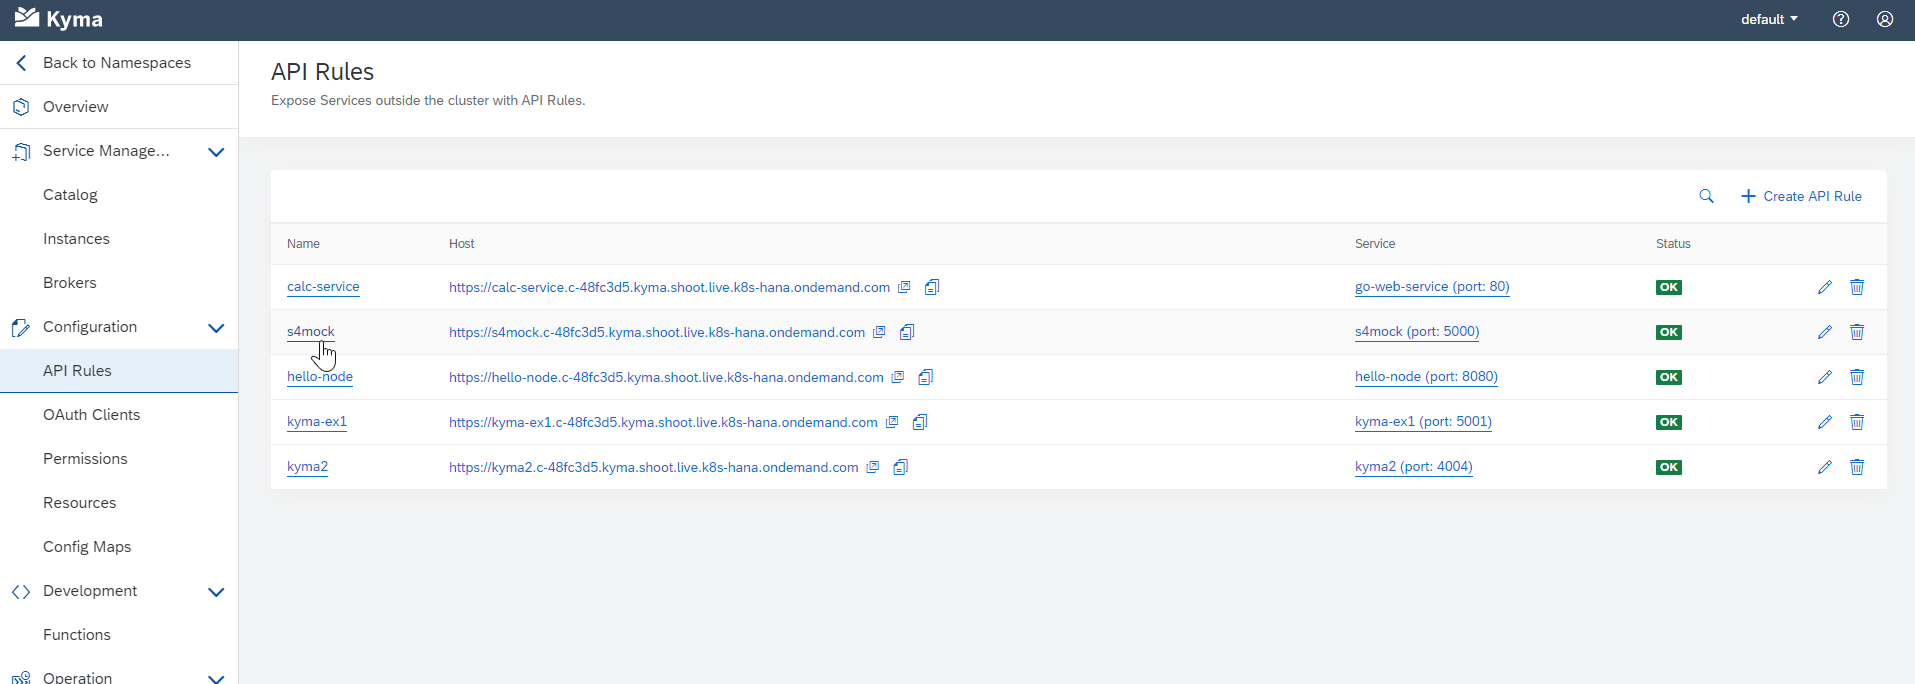 Kyma
default
Back to Namespaces
Overview
Service Manage...
Catalog
Instances
Brokers
Configuration
API Rules
OAuth Clients
Permissions
Resources
Config Maps
Development
Functions
Operation
API Rules
Expose Services outside the cluster with API Rules.
Create API Rule
Name Host Service Status
calc-service https://calc-service.c-48fc3d5.kyma.shoot.live.k8s-hana.ondemand.com go-web-service (port: 80) OK
s4mock https://s4mock.c-48fc3d5.kyma.shoot.live.k8s-hana.ondemand.com s4mock (port: 5000) OK
hello-node https://hello-node.c-48fc3d5.kyma.shoot.live.k8s-hana.ondemand.com hello-node (port: 8080) OK
kyma-ex1 https://kyma-ex1.c-48fc3d5.kyma.shoot.live.k8s-hana.ondemand.com kyma-ex1 (port: 5001) OK
kyma2 https://kyma2.c-48fc3d5.kyma.shoot.live.k8s-hana.ondemand.com kyma2 (port: 4004) OK